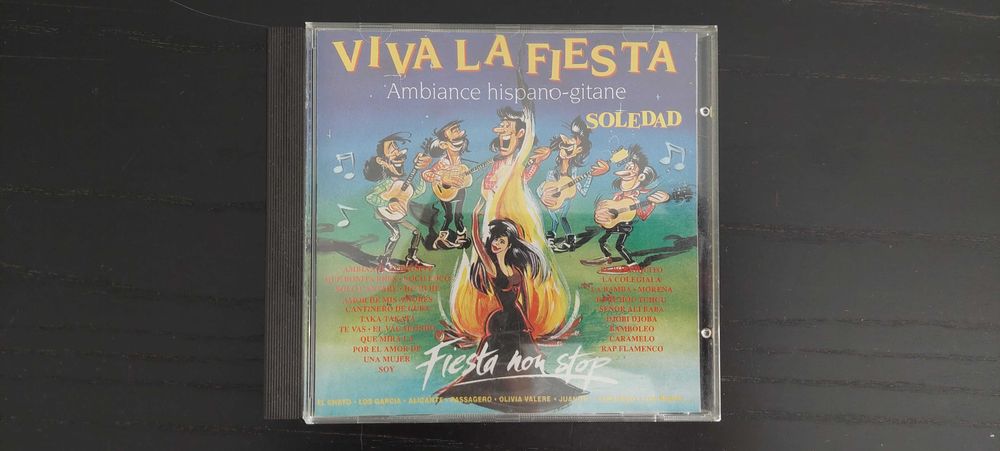 VIVA LA FIESTA
Ambiance hispano-gitane
SOLEDAD
AMOR DE MIS AMORES
CANTINERO DE CUBA
TAKA TAKATA
TE VAS • EL VAGABUNDO
QUE MIRA LA
POR EL AMOR DE
UNA MUJER
SOY
LA COLEGIALA
LA BAMBA • MORENA
SEÑOR ALI BABA
DJOBI DJOBA
BAMBOLEO
CARAMELO
RAP FLAMENCO
Fiesta non stop
EL CHATO • LOS GARCIA • ALICANTE • PASSAGERO • OLIVIA VALERE •